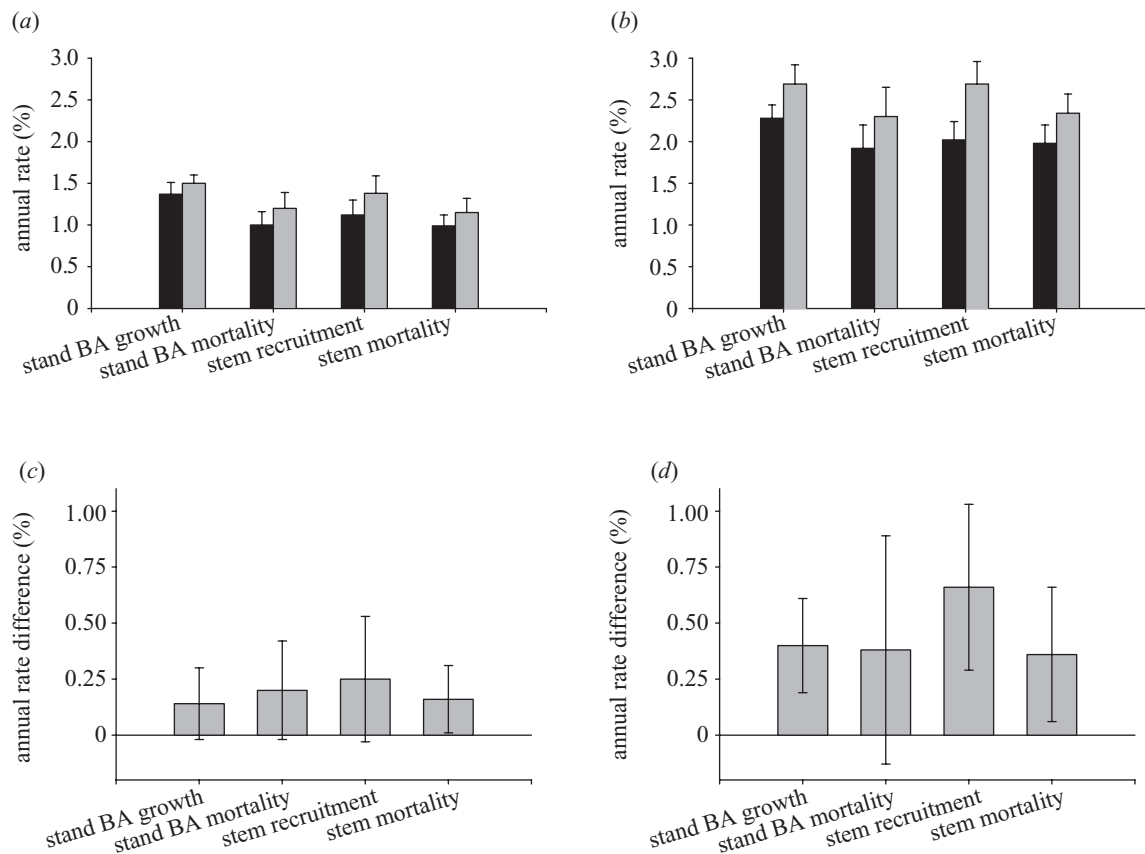 (a)
annual rate (%)
3.0
2.5
2.0
1.5
1.0
0.5
0
stand BA growth
stand BA mortality
stem recruitment
stem mortality
(b)
annual rate (%)
3.0
2.5
2.0
1.5
1.0
0.5
0
stand BA growth
stand BA mortality
stem recruitment
stem mortality
(c)
annual rate difference (%)
1.00
0.75
0.50
0.25
0
stand BA growth
stand BA mortality
stem recruitment
stem mortality
(d)
annual rate difference (%)
1.00
0.75
0.50
0.25
0
stand BA growth
stand BA mortality
stem recruitment
stem mortality